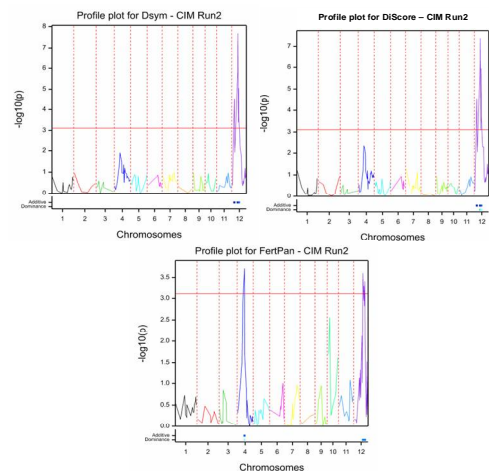 Profile plot for Dsym - CIM Run2
-log10(p)
8
7
6
5
4
3
2
1
0
Additive
Dominance
1 2 3 4 5 6 7 8 9 10 11 12
Chromosomes
Profile plot for DiScore – CIM Run2
-log10(p)
7
6
5
4
3
2
1
0
Additive
Dominance
1 2 3 4 5 6 7 8 9 10 11 12
Chromosomes
Profile plot for FertPan - CIM Run2
-log10(p)
3.5
3.0
2.5
2.0
1.5
1.0
0.5
0.0
Additive
Dominance
1 2 3 4 5 6 7 8 9 10 11 12
Chromosomes